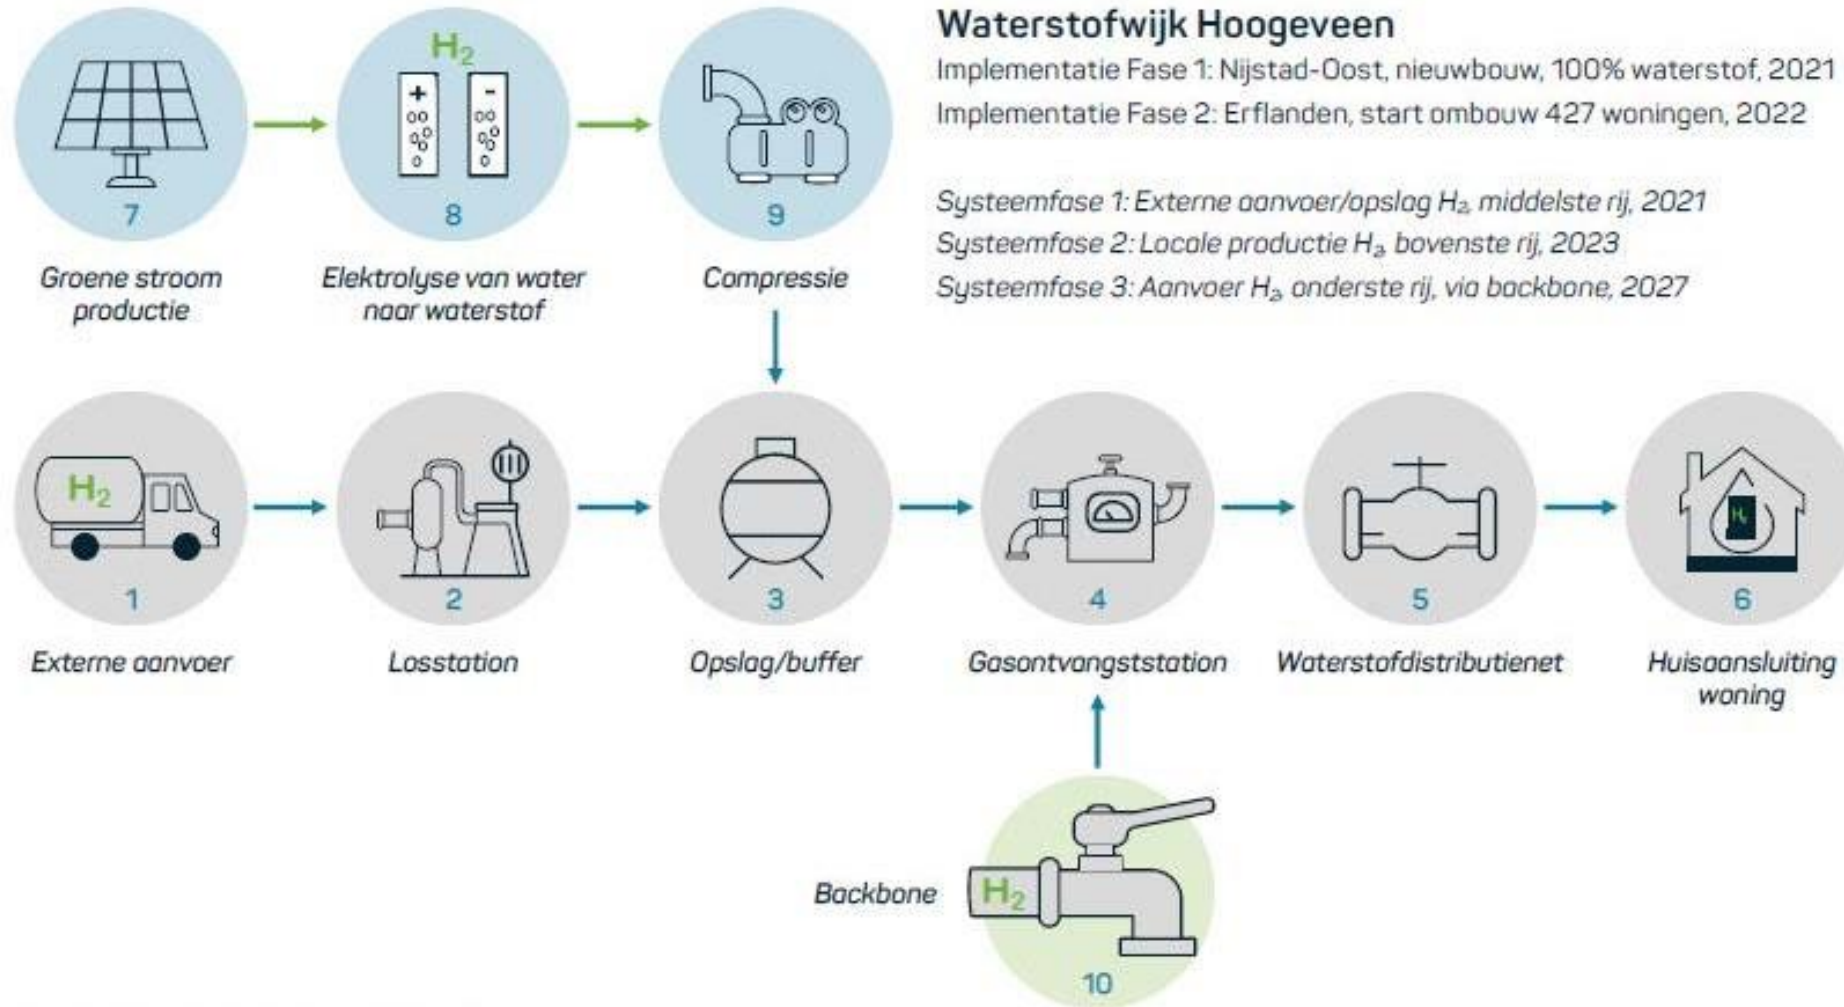 Waterstofwijk Hoogeveen
Implementatie Fase 1: Nijstad-Oost, nieuwbouw, 100% waterstof, 2021
Implementatie Fase 2: Erflanden, start ombouw 427 woningen, 2022
Systeemfase 1: Externe aanvoer/opslag H₂, middelste rij, 2021
Systeemfase 2: Locale productie H₂, bovenste rij, 2023
Systeemfase 3: Aanvoer H₂, onderste rij, via backbone, 2027
H₂
+ -
7
8
9
Groene stroom
productie
Elektrolyse van water
naar waterstof
Compressie
H₂
H₂
1
2
3
4
5
6
Externe aanvoer
Losstation
Opslag/buffer
Gasontvangststation
Waterstofdistributienet
Huisaansluiting
woning
Backbone
H₂
10